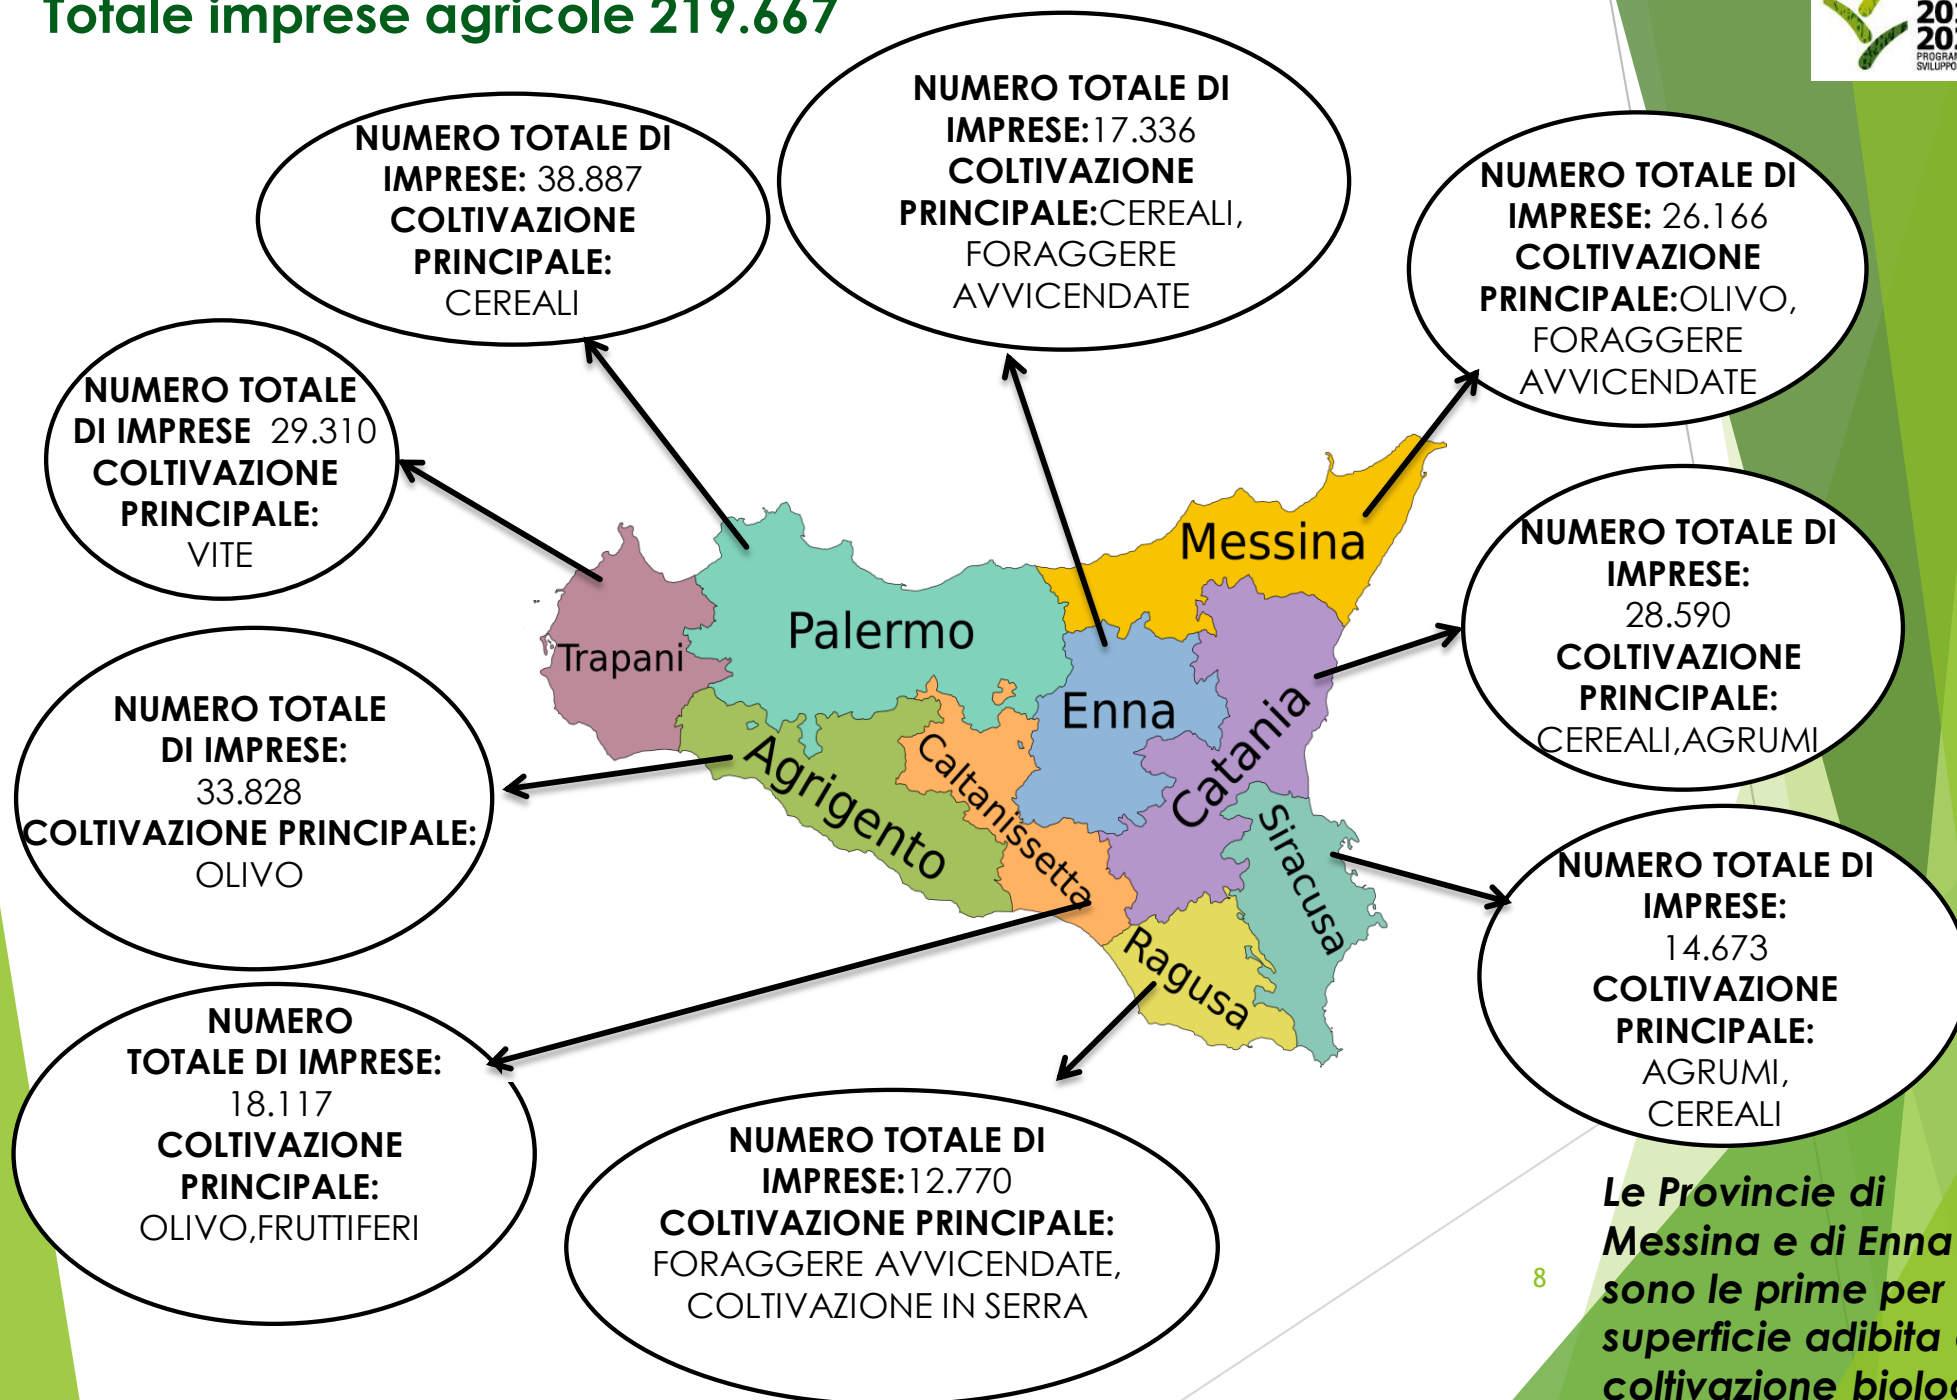 Totale imprese agricole 219.667
NUMERO TOTALE DI
IMPRESE: 38.887
COLTIVAZIONE
PRINCIPALE:
CEREALI
NUMERO TOTALE DI
IMPRESE:17.336
COLTIVAZIONE
PRINCIPALE:CEREALI,
FORAGGERE
AVVICENDATE
NUMERO TOTALE DI
IMPRESE: 26.166
COLTIVAZIONE
PRINCIPALE:OLIVO,
FORAGGERE
AVVICENDATE
NUMERO TOTALE
DI IMPRESE 29.310
COLTIVAZIONE
PRINCIPALE:
VITE
NUMERO TOTALE DI
IMPRESE:
28.590
COLTIVAZIONE
PRINCIPALE:
CEREALI,AGRUMI
NUMERO TOTALE
DI IMPRESE:
33.828
COLTIVAZIONE PRINCIPALE:
OLIVO
NUMERO TOTALE DI
IMPRESE:
14.673
COLTIVAZIONE
PRINCIPALE:
AGRUMI,
CEREALI
NUMERO
TOTALE DI IMPRESE:
18.117
COLTIVAZIONE
PRINCIPALE:
OLIVO,FRUTTIFERI
NUMERO TOTALE DI
IMPRESE:12.770
COLTIVAZIONE PRINCIPALE:
FORAGGERE AVVICENDATE,
COLTIVAZIONE IN SERRA
Messina
Palermo
Trapani
Enna
Catania
Agrigento
Caltanissetta
Siracusa
Ragusa
Le Provincie di
Messina e di Enna
sono le prime per
superficie adibita
coltivazione
8